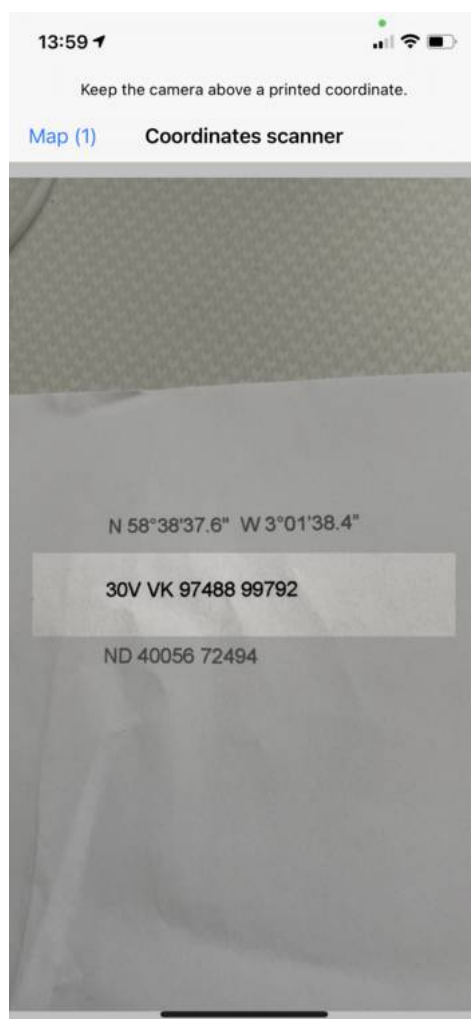 13:59
Keep the camera above a printed coordinate.
Map (1) Coordinates scanner
N 58°38'37.6" W 3°01'38.4"
30V VK 97488 99792
ND 40056 72494